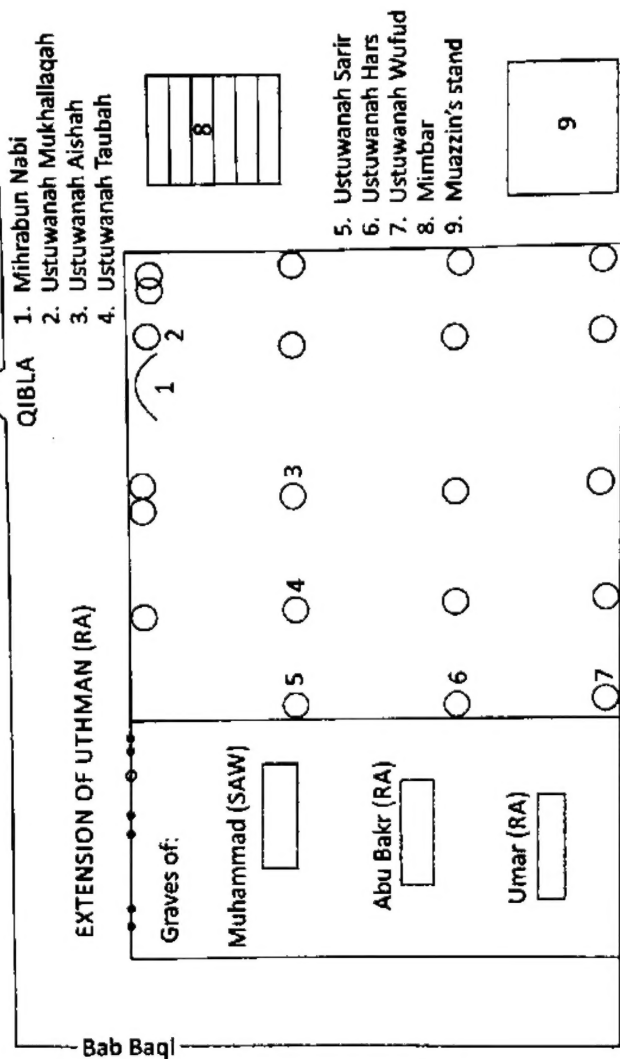 QIBLA
1. Mihrabun Nabi
2. Ustuwanah Mukhallaqah
3. Ustuwanah Aishah
4. Ustuwanah Taubah
EXTENSION OF UTHMAN (RA)
8
1
2
Graves of:
Muhammad (SAW)
5
4
3
5. Ustuwanah Sarir
6. Ustuwanah Hars
7. Ustuwanah Wufud
8. Mimbar
9. Muazzin's stand
Abu Bakr (RA)
6
Umar (RA)
7
9
Bab Baqi